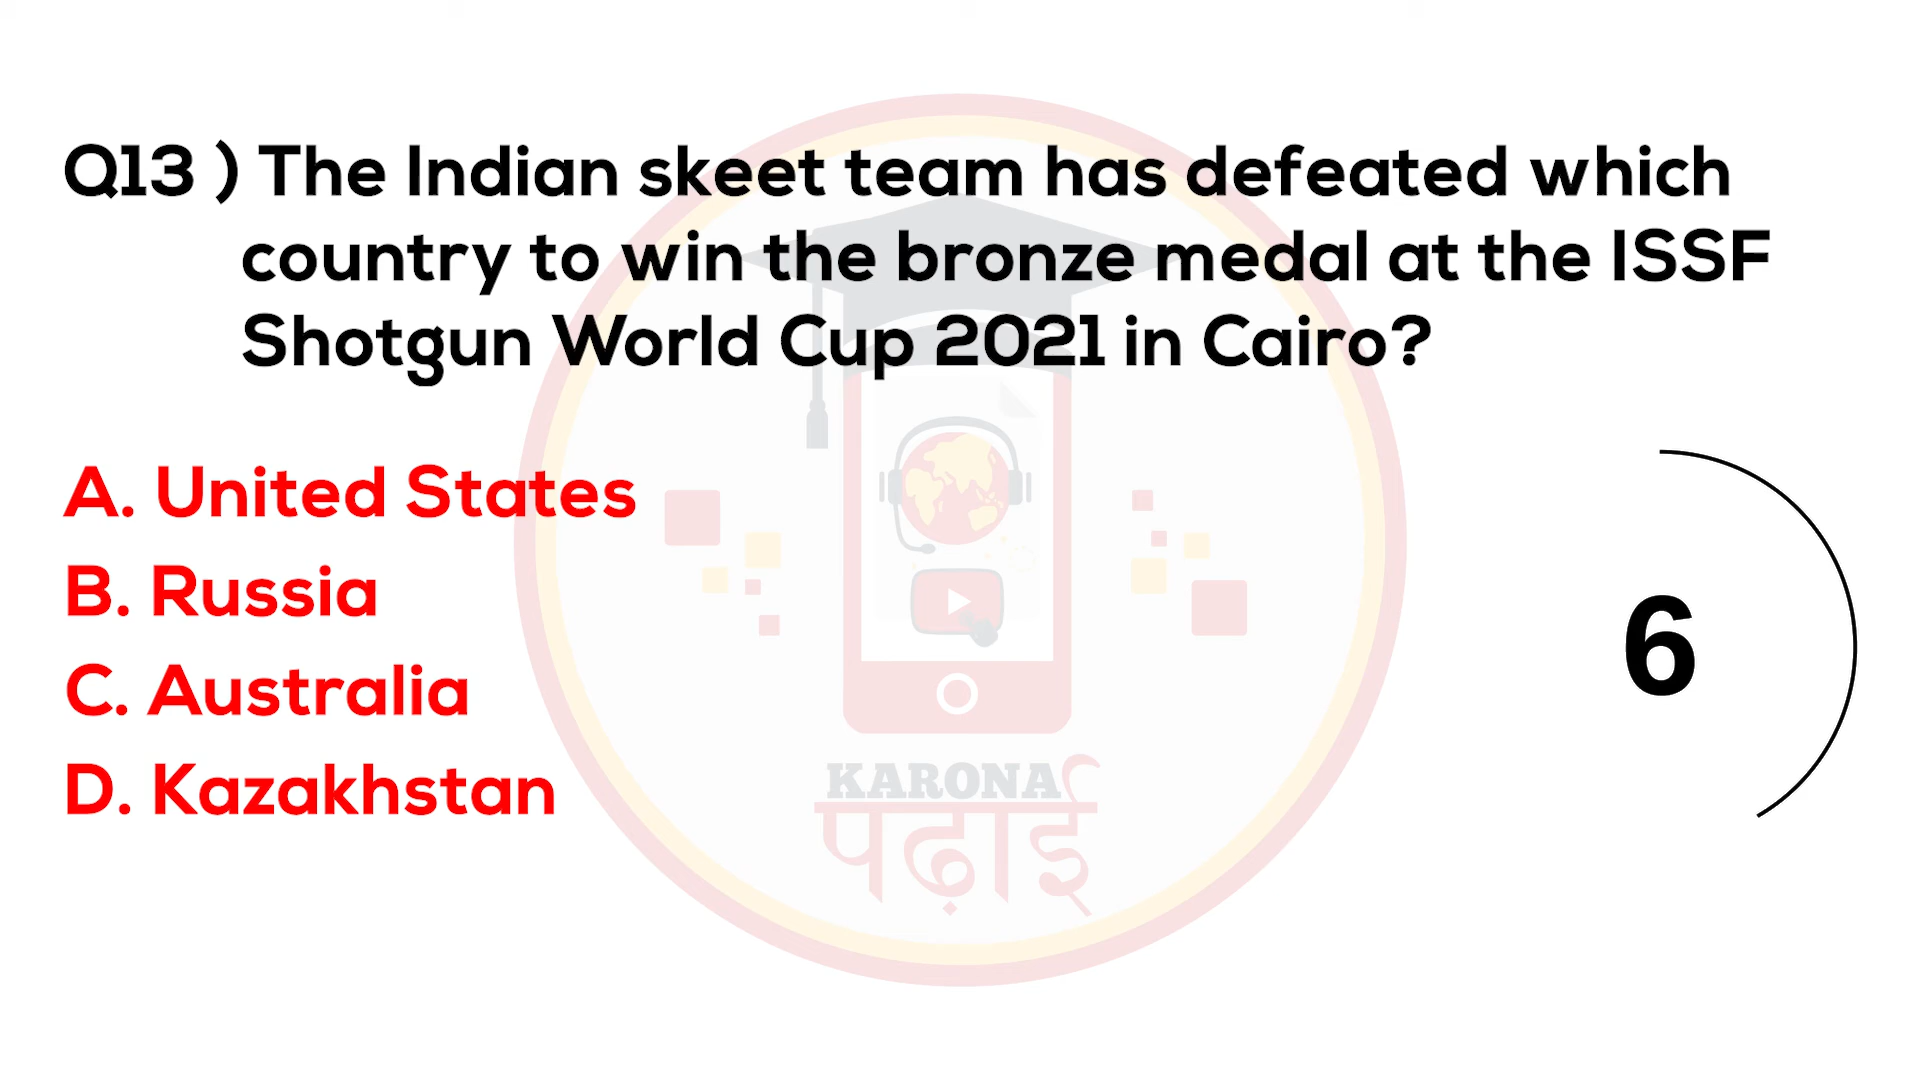 Q13 ) The Indian skeet team has defeated which
country to win the bronze medal at the ISSF
Shotgun World Cup 2021 in Cairo?
A. United States
B. Russia
C. Australia
D. Kazakhstan
6
KARONA
पढ़ाई